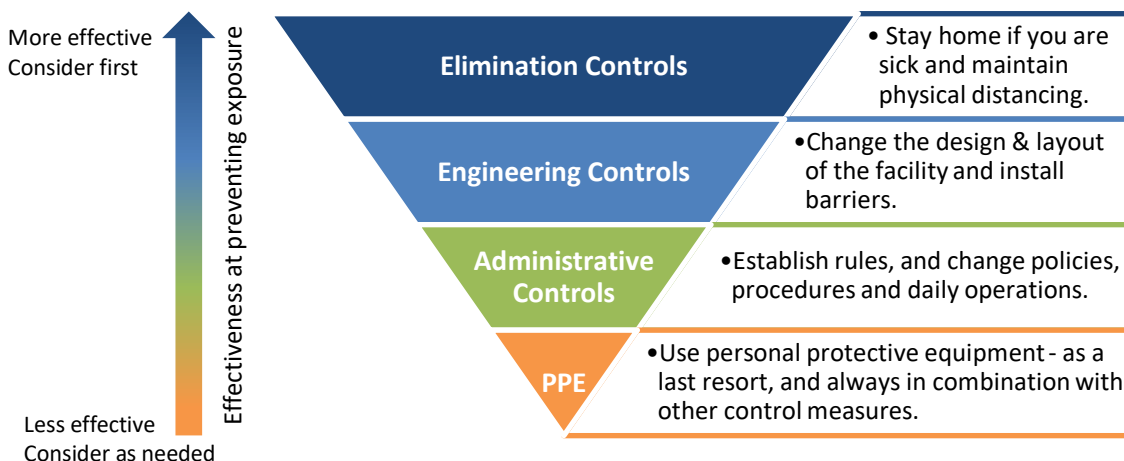 More effective
Consider first
Effectiveness at preventing exposure
Less effective
Consider as needed
Elimination Controls
• Stay home if you are
sick and maintain
physical distancing.
Engineering Controls
•Change the design & layout
of the facility and install
barriers.
Administrative
Controls
•Establish rules, and change policies,
procedures and daily operations.
PPE
•Use personal protective equipment - as a
last resort, and always in combination with
other control measures.